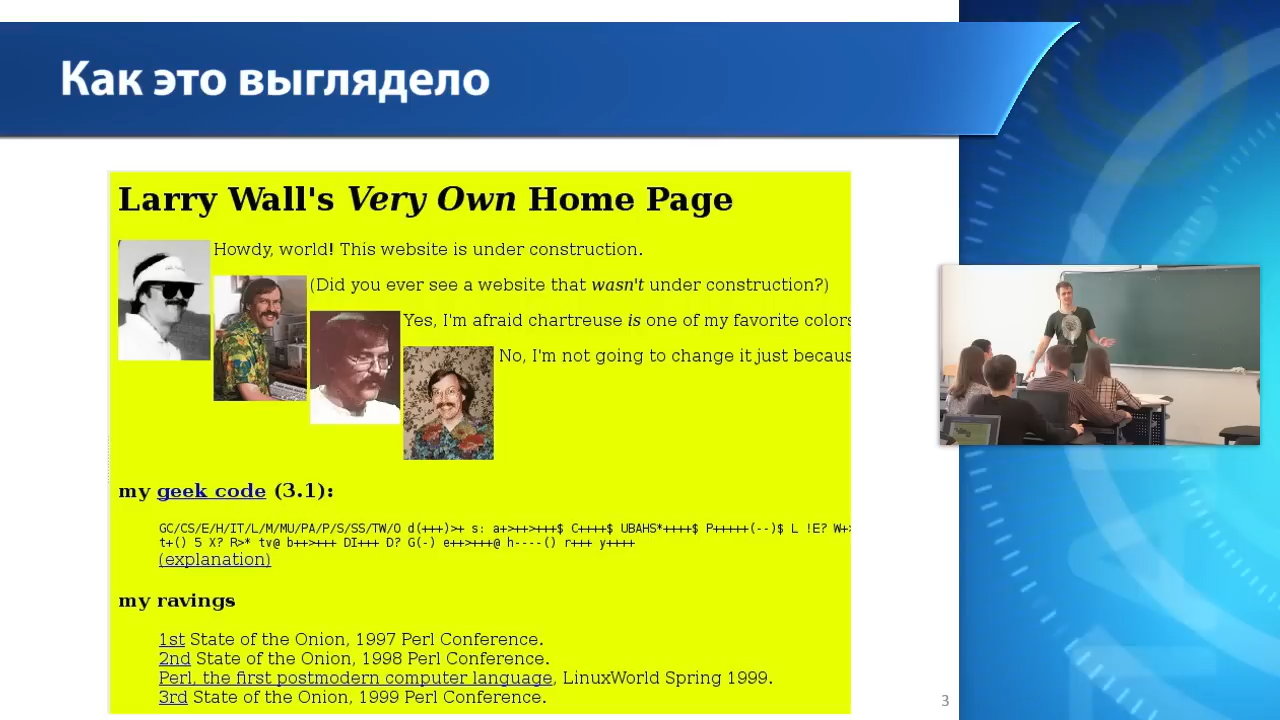 Как это выглядело
Larry Wall's Very Own Home Page
Howdy, world! This website is under construction.
(Did you ever see a website that wasn't under construction?)
Yes, I'm afraid chartreuse is one of my favorite colors
No, I'm not going to change it just becaus
my geek code (3.1):
GC/CS/E/H/IT/L/M/MU/PA/P/S/SS/TW/O d(+++)>+ s: a+>++>+++$ C++++$ UBAHS*++++$ P+++++(--)$ L !E? W+>
t+() 5 X? R>* tv@ b++>+++ DI+++ D? G(-) e++>+++@ h----() r+++ y++++
(explanation)
my ravings
1st State of the Onion, 1997 Perl Conference.
2nd State of the Onion, 1998 Perl Conference.
Perl, the first postmodern computer language, LinuxWorld Spring 1999.
3rd State of the Onion, 1999 Perl Conference.
3